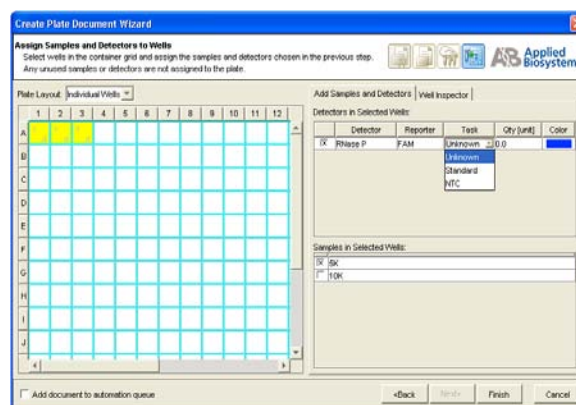 Create Plate Document Wizard
Assign Samples and Detectors to Wells
Select wells in the container grid and assign the samples and detectors chosen in the previous step.
Any unused samples or detectors are not assigned to the plate.
Applied
Biosystem
Plate Layout: Individual Wells
Add Samples and Detectors Well Inspector
Detectors in Selected Wells:
1 2 3 4 5 6 7 8 9 10 11 12
Detector Reporter Task Qty [unit] Color
A
RNase P FAM Unknown 0.0
Unknown
B
Standard
NTC
C
D
E
F
Samples in Selected Wells:
5K
G
10K
H
I
J
Add document to automation queue
<Back Next> Finish Cancel